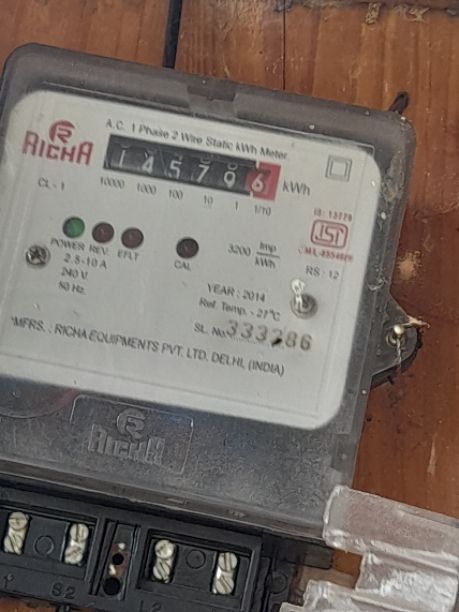 A.C. 1 Phase 2 Wire Static kWh Meter
RICHA
145796 kWh
CL - 1
10000 1000 100 10 1 1/10
IS: 13779
ISI
RS : 12
POWER REV. EFLT
CAL
3200 Imp/kWh
2.5-10 A
240 V
50 Hz.
YEAR : 2014
Ref. Temp. - 27°C
SL. No. 333286
*MFRS. : RICHA EQUIPMENTS PVT. LTD. DELHI, (INDIA)
RICHA
S2 L2